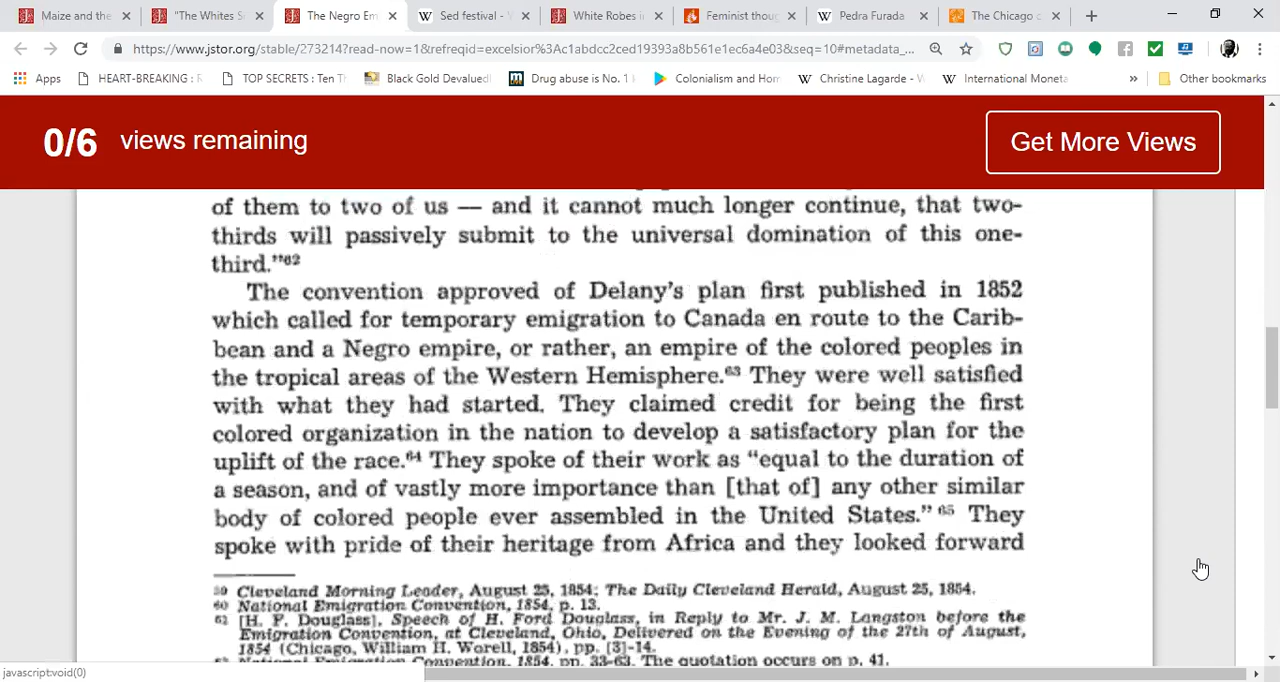 Maize and the
"The Whites S
The Negro Em
Sed festival - 
White Robes i
Feminist thou
Pedra Furada
The Chicago c
https://www.jstor.org/stable/273214?read-now=1&refreqid=excelsior%3Ac1abdcc2ced19393a8b561e1ec6a4e03&seq=10#metadata_...
Apps
HEART-BREAKING : R
TOP SECRETS : Ten Th
Black Gold Devalued
Drug abuse is No. 1
Colonialism and Hom
Christine Lagarde - W
International Moneta
»
Other bookmarks
0/6 views remaining
Get More Views
of them to two of us — and it cannot much longer continue, that two-
thirds will passively submit to the universal domination of this one-
third."62
The convention approved of Delany's plan first published in 1852
which called for temporary emigration to Canada en route to the Carib-
bean and a Negro empire, or rather, an empire of the colored peoples in
the tropical areas of the Western Hemisphere.63 They were well satisfied
with what they had started. They claimed credit for being the first
colored organization in the nation to develop a satisfactory plan for the
uplift of the race.64 They spoke of their work as "equal to the duration of
a season, and of vastly more importance than [that of] any other similar
body of colored people ever assembled in the United States." 65 They
spoke with pride of their heritage from Africa and they looked forward
59 Cleveland Morning Leader, August 25, 1854; The Daily Cleveland Herald, August 25, 1854.
60 National Emigration Convention, 1854, p. 13.
61 [H. F. Douglass], Speech of H. Ford Douglass, in Reply to Mr. J. M. Langston before the
Emigration Convention, at Cleveland, Ohio, Delivered on the Evening of the 27th of August,
1854 (Chicago, William H. Worell, 1854), pp. [3]-14.
National Emigration Convention, 1854, pp. 33-63. The quotation occurs on p. 41.
javascript:void(0)